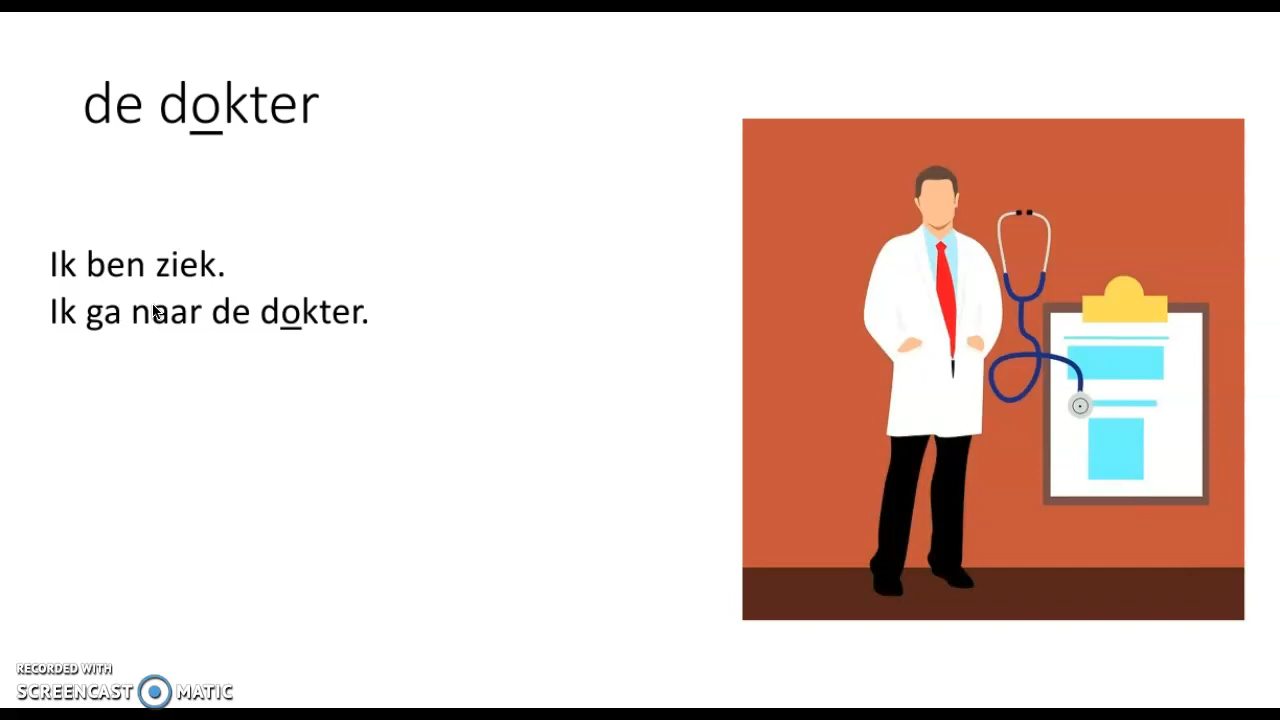 de dokter
Ik ben ziek.
Ik ga naar de dokter.
RECORDED WITH
SCREENCAST MATIC